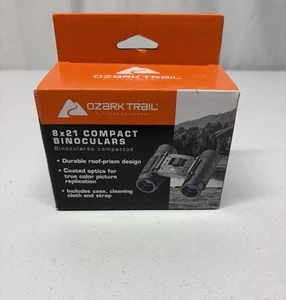 OZARK TRAIL
OUTDOOR EQUIPMENT
8x21 COMPACT
BINOCULARS
Binoculares compactos
• Durable roof-prism design
• Coated optics for
true color picture
replication
• Includes case, cleaning
cloth and strap